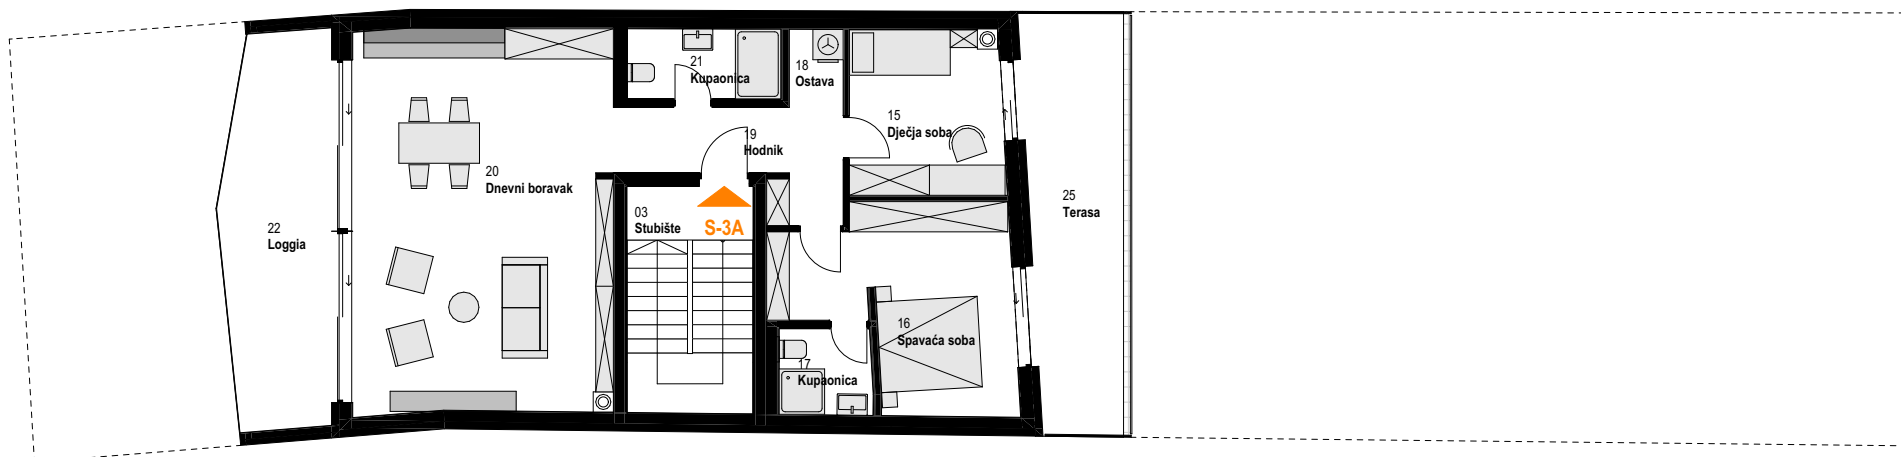 22
Loggia
20
Dnevni boravak
03
Stubište
S-3A
21
Kupaonica
18
Ostava
19
Hodnik
15
Dječja soba
16
Spavaća soba
17
Kupaonica
25
Terasa